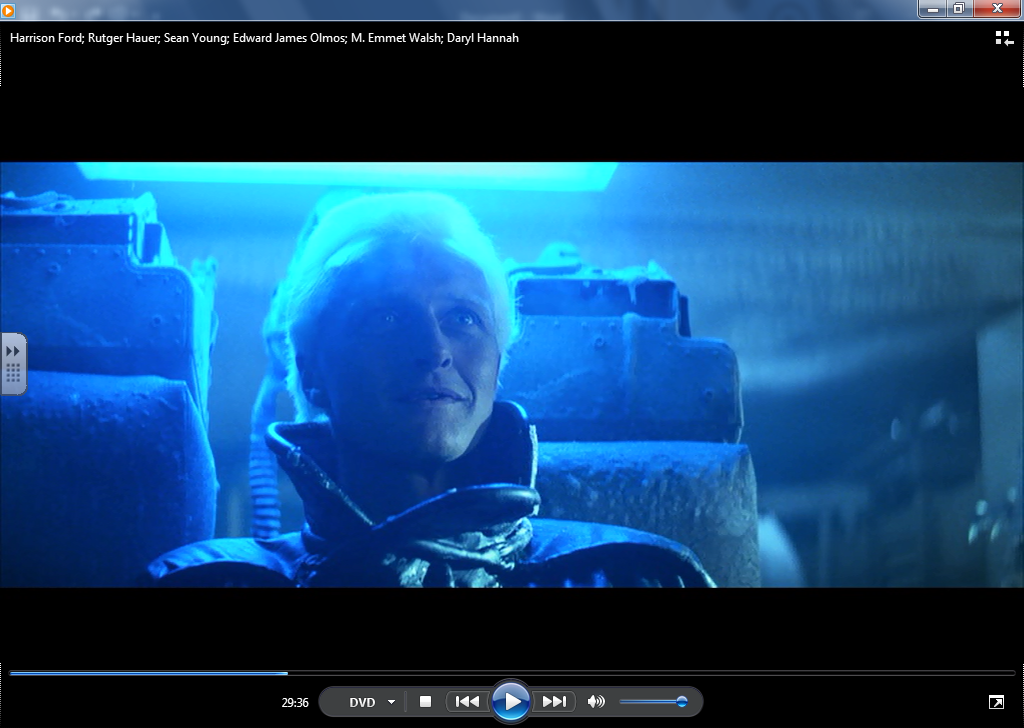 Harrison Ford; Rutger Hauer; Sean Young; Edward James Olmos; M. Emmet Walsh; Daryl Hannah
29:36
DVD